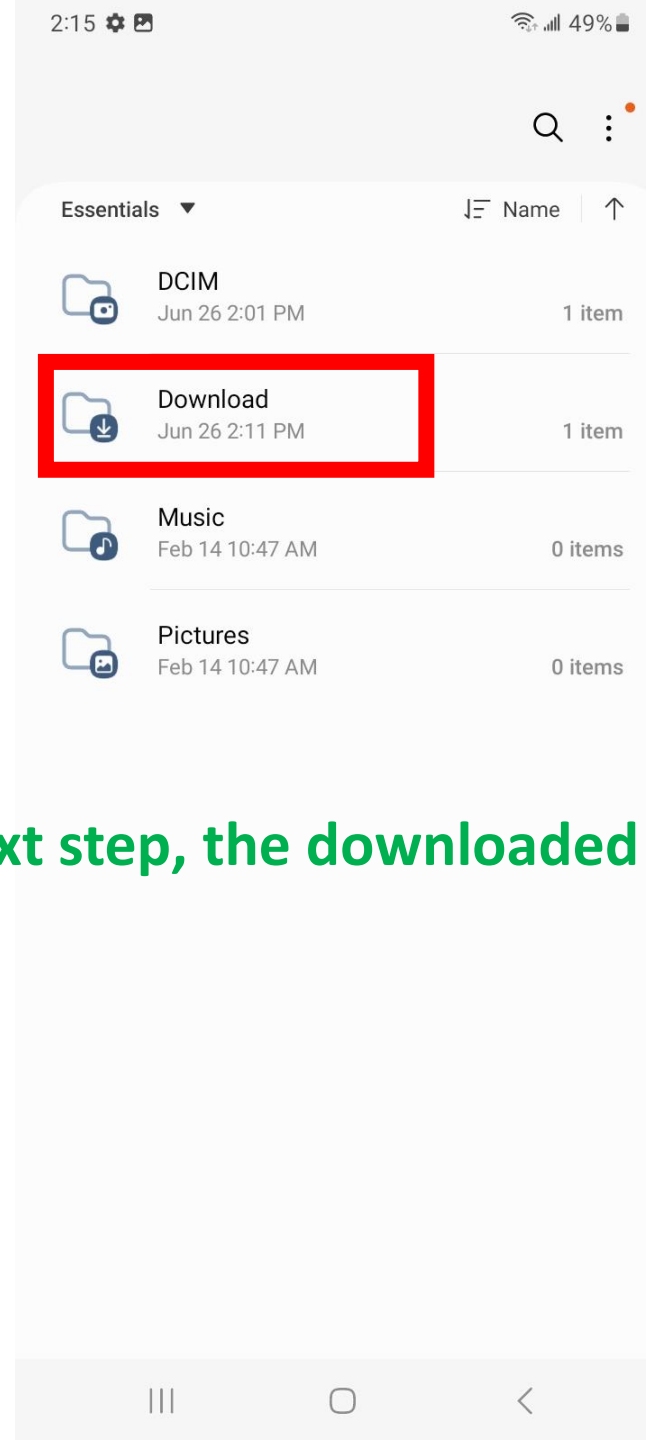 2:15 49%
Essentials Name
DCIM
Jun 26 2:01 PM 1 item
Download
Jun 26 2:11 PM 1 item
Music
Feb 14 10:47 AM 0 items
Pictures
Feb 14 10:47 AM 0 items
xt step, the downloaded